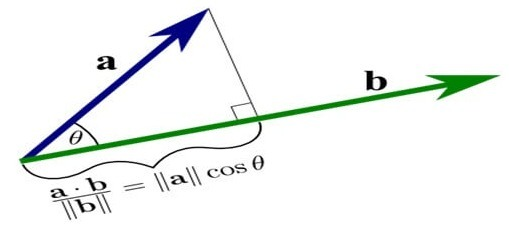 a
b
θ
a · b / ‖b‖ = ‖a‖ cos θ